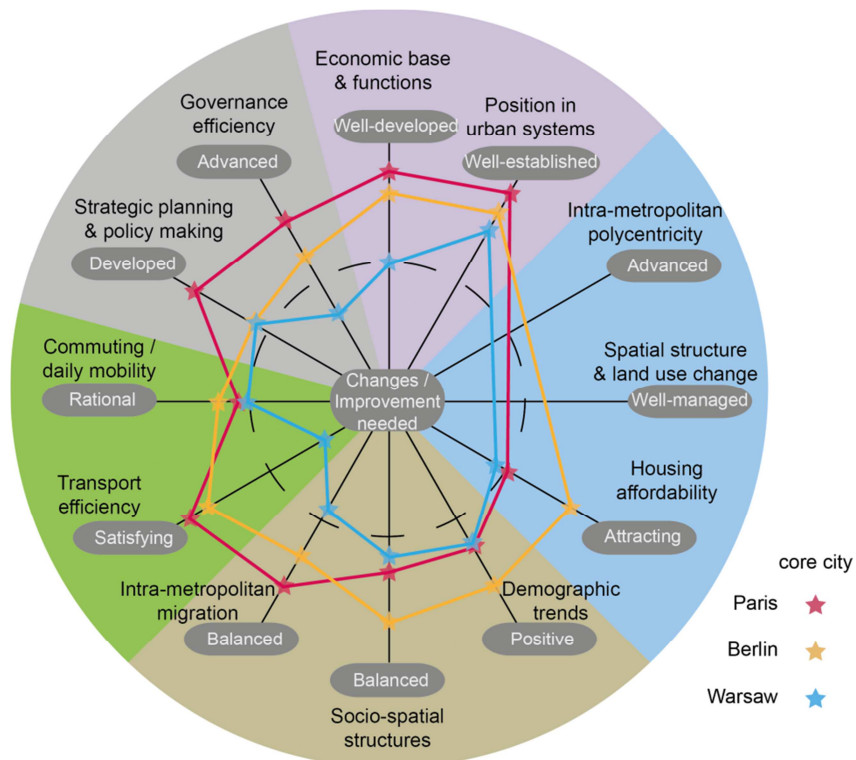 Economic base
& functions
Well-developed
Position in
urban systems
Well-established
Intra-metropolitan
polycentricity
Advanced
Spatial structure
& land use change
Well-managed
Housing
affordability
Attracting
Demographic
trends
Positive
Balanced
Socio-spatial
structures
Intra-metropolitan
migration
Balanced
Transport
efficiency
Satisfying
Commuting /
daily mobility
Rational
Strategic planning
& policy making
Developed
Governance
efficiency
Advanced
Changes /
Improvement
needed
core city
Paris
Berlin
Warsaw